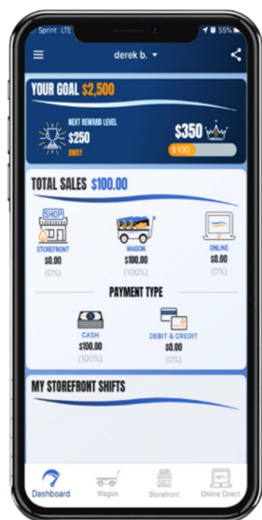 Sprint LTE 55%
derek b.
YOUR GOAL $2,500
NEXT REWARD LEVEL
$250
AWAY
$350
$100
TOTAL SALES $100.00
SHOP
STOREFRONT WAGON ONLINE
$0.00 $100.00 $0.00
(0%) (100%) (0%)
PAYMENT TYPE
CASH DEBIT & CREDIT
$100.00 $0.00
(100%) (0%)
MY STOREFRONT SHIFTS
Dashboard Wagon Storefront Online Direct